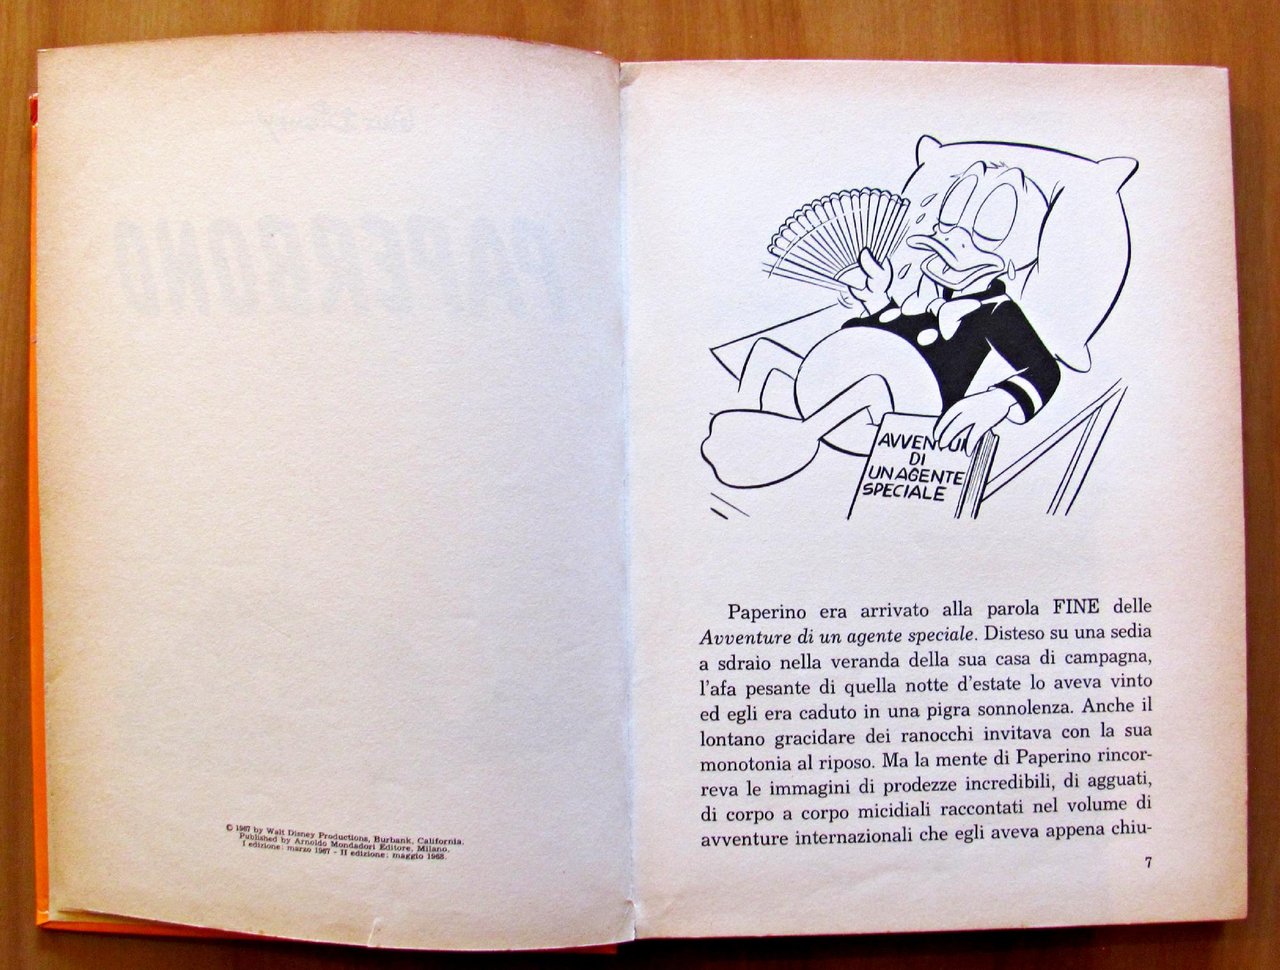 © 1967 by Walt Disney Productions, Burbank, California.
Published by Arnoldo Mondadori Editore, Milano.
I edizione: marzo 1967 - II edizione: maggio 1968.
AVVENTU
DI
UN AGENTE
SPECIALE
Paperino era arrivato alla parola FINE delle
Avventure di un agente speciale. Disteso su una sedia
a sdraio nella veranda della sua casa di campagna,
l'afa pesante di quella notte d'estate lo aveva vinto
ed egli era caduto in una pigra sonnolenza. Anche il
lontano gracidare dei ranocchi invitava con la sua
monotonia al riposo. Ma la mente di Paperino rincor-
reva le immagini di prodezze incredibili, di agguati,
di corpo a corpo micidiali raccontati nel volume di
avventure internazionali che egli aveva appena chiu-
7